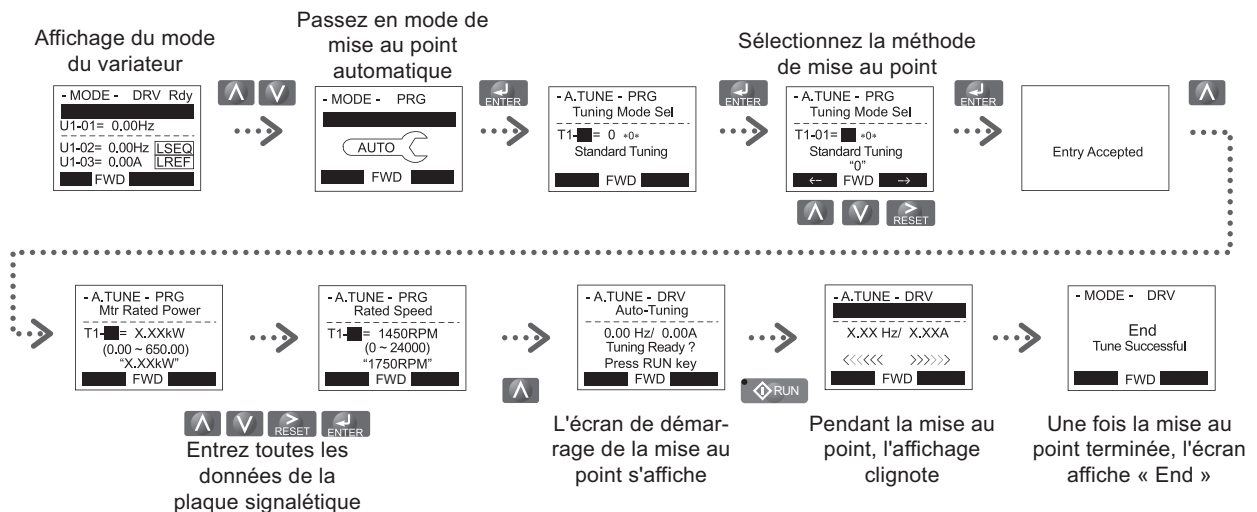 Affichage du mode
du variateur
- MODE - DRV Rdy
U1-01= 0.00Hz
U1-02= 0.00Hz LSEQ
U1-03= 0.00A LREF
FWD
Passez en mode de
mise au point
automatique
- MODE - PRG
AUTO
FWD
ENTER
- A.TUNE - PRG
Tuning Mode Sel
T1- = 0 *0*
Standard Tuning
FWD
ENTER
Sélectionnez la méthode
de mise au point
- A.TUNE - PRG
Tuning Mode Sel
T1-01= *0*
Standard Tuning
“0”
← FWD →
RESET
ENTER
Entry Accepted
- A.TUNE - PRG
Mtr Rated Power
T1- = X.XXkW
(0.00 ~ 650.00)
“X.XXkW”
FWD
- A.TUNE - PRG
Rated Speed
T1- = 1450RPM
(0 ~ 24000)
“1750RPM”
FWD
RESET ENTER
Entrez toutes les
données de la
plaque signalétique
- A.TUNE - DRV
Auto-Tuning
0.00 Hz/ 0.00A
Tuning Ready ?
Press RUN key
FWD
L'écran de démar-
rage de la mise au
point s'affiche
RUN
- A.TUNE - DRV
X.XX Hz/ X.XXA
<<<<<< >>>>>>
FWD
Pendant la mise au
point, l'affichage
clignote
- MODE - DRV
End
Tune Successful
FWD
Une fois la mise au
point terminée, l'écran
affiche « End »